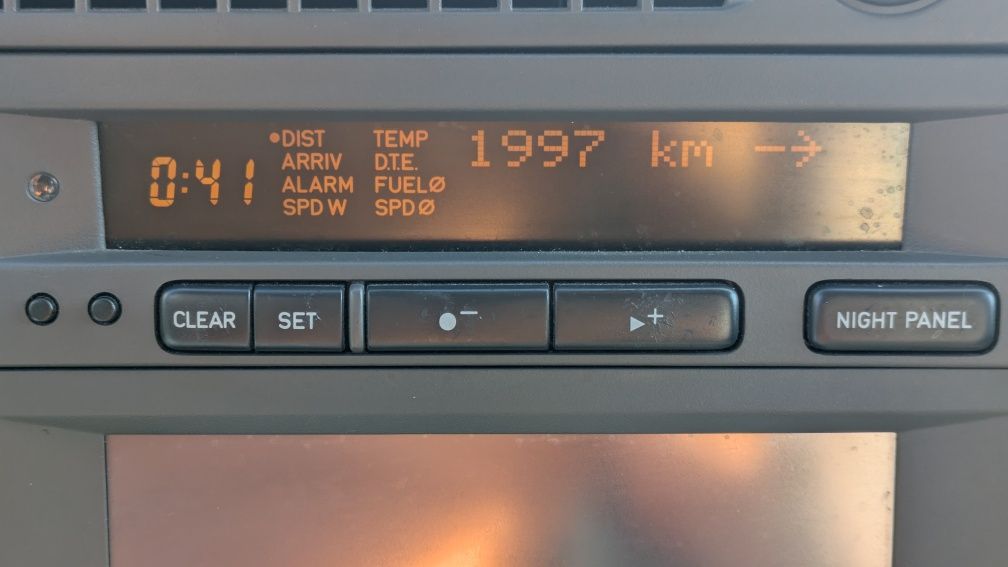 0:41
•DIST TEMP 1997 km →
ARRIV D.T.E.
ALARM FUELØ
SPD W SPDØ
CLEAR SET ●− ▶+ NIGHT PANEL